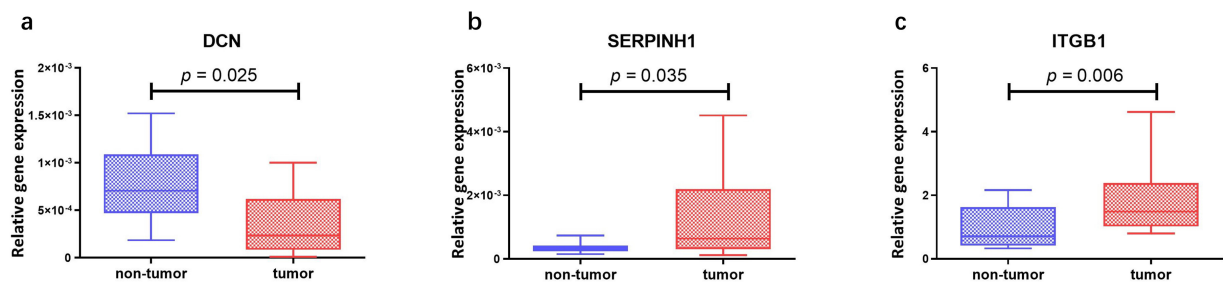 a
DCN
Relative gene expression
2×10⁻³
1.5×10⁻³
1×10⁻³
5×10⁻⁴
0
p = 0.025
non-tumor
tumor
b
SERPINH1
Relative gene expression
6×10⁻³
4×10⁻³
2×10⁻³
0
p = 0.035
non-tumor
tumor
c
ITGB1
Relative gene expression
6
4
2
0
p = 0.006
non-tumor
tumor